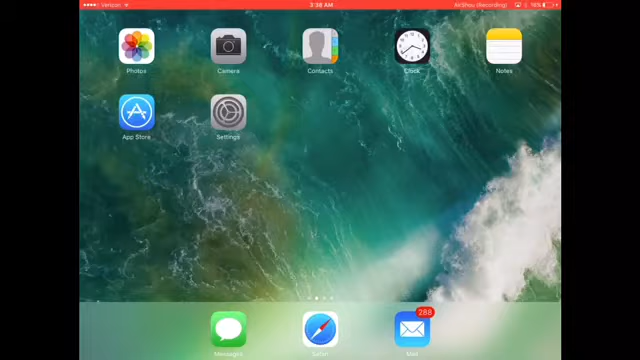 Verizon 3:38 AM AirShou (Recording) 16%
Photos Camera Contacts Clock Notes
App Store Settings
288
Messages Safari Mail